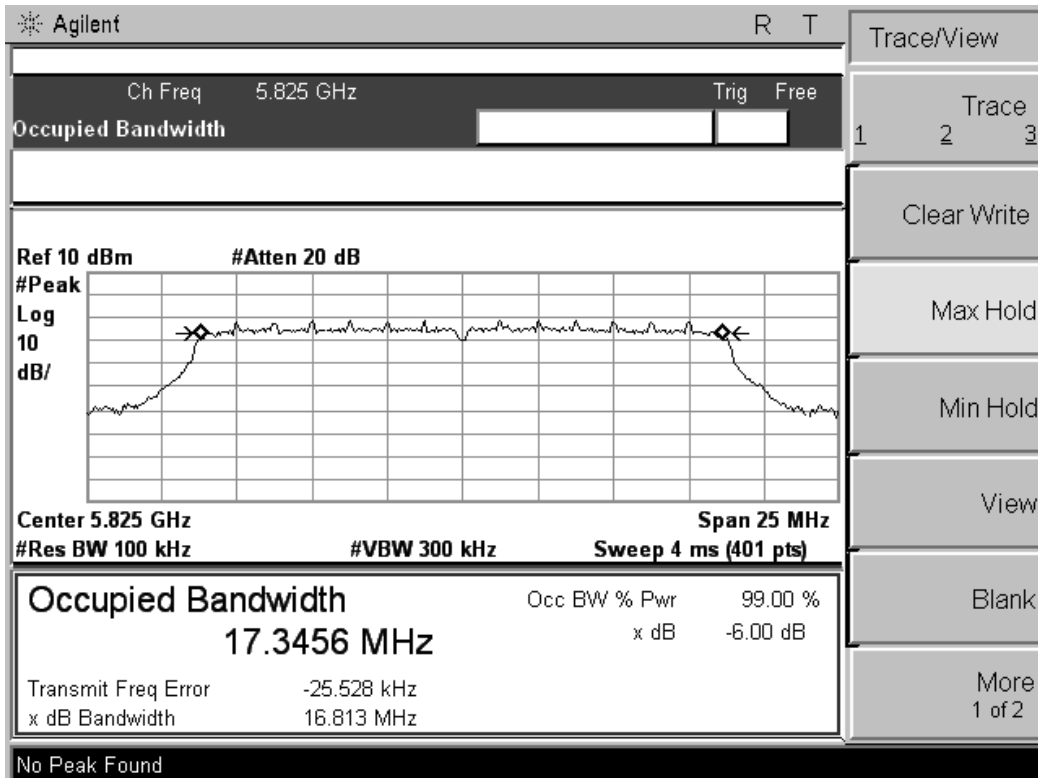 Agilent R T
Ch Freq 5.825 GHz Trig Free
Occupied Bandwidth
Ref 10 dBm #Atten 20 dB
#Peak
Log
10
dB/
Center 5.825 GHz Span 25 MHz
#Res BW 100 kHz #VBW 300 kHz Sweep 4 ms (401 pts)
Occupied Bandwidth
17.3456 MHz
Occ BW % Pwr 99.00 %
x dB -6.00 dB
Transmit Freq Error -25.528 kHz
x dB Bandwidth 16.813 MHz
No Peak Found
Trace/View
Trace
1 2 3
Clear Write
Max Hold
Min Hold
View
Blank
More
1 of 2